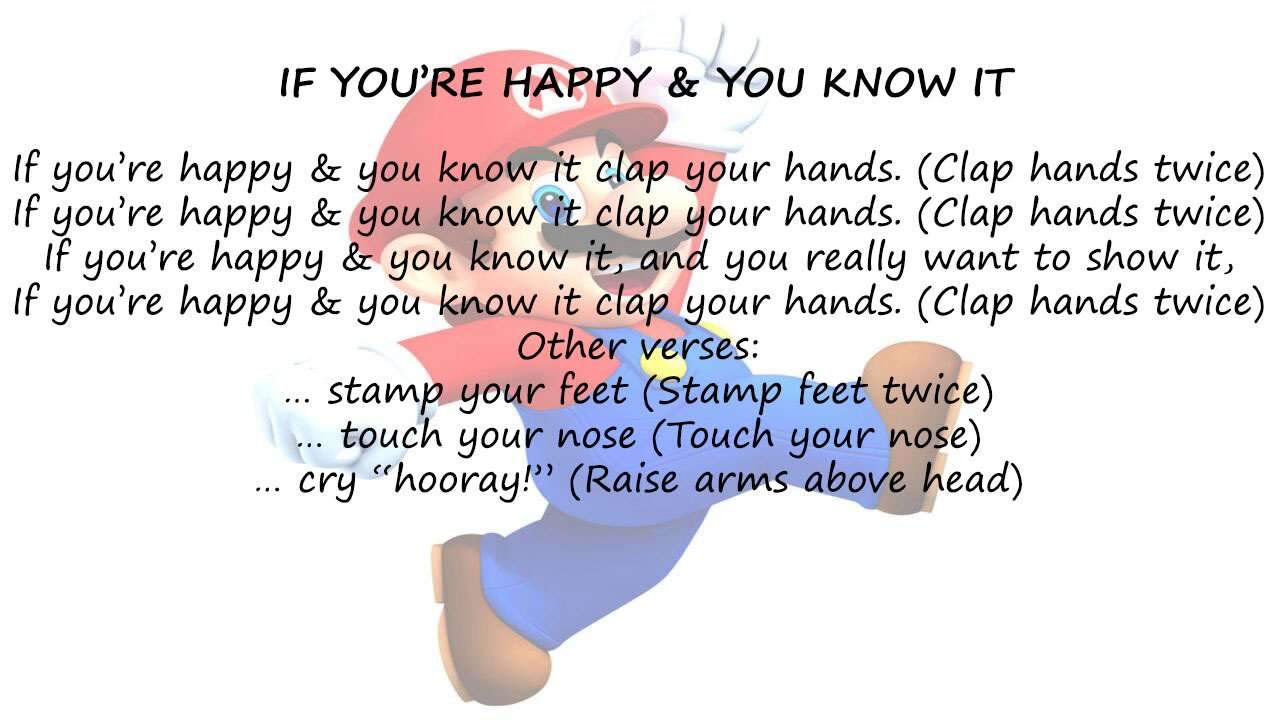 IF YOU’RE HAPPY & YOU KNOW IT
If you’re happy & you know it clap your hands. (Clap hands twice)
If you’re happy & you know it clap your hands. (Clap hands twice)
If you’re happy & you know it, and you really want to show it,
If you’re happy & you know it clap your hands. (Clap hands twice)
Other verses:
... stamp your feet (Stamp feet twice)
... touch your nose (Touch your nose)
... cry “hooray!” (Raise arms above head)